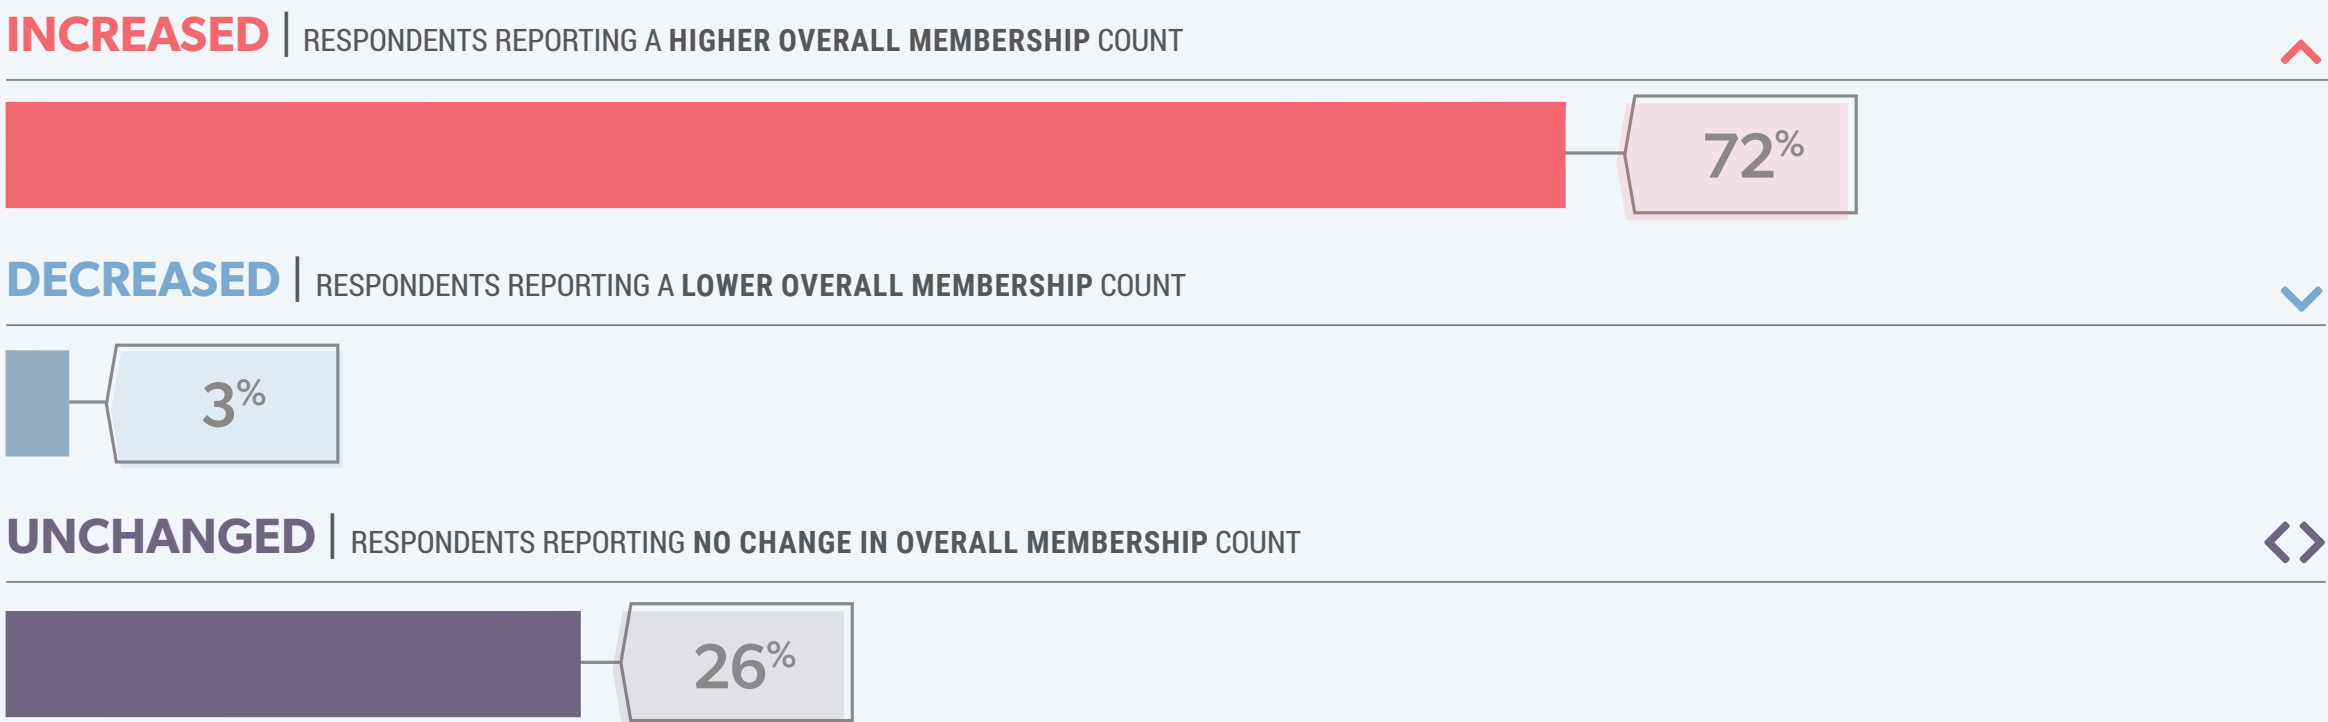 INCREASED | RESPONDENTS REPORTING A HIGHER OVERALL MEMBERSHIP COUNT
72%
DECREASED | RESPONDENTS REPORTING A LOWER OVERALL MEMBERSHIP COUNT
3%
UNCHANGED | RESPONDENTS REPORTING NO CHANGE IN OVERALL MEMBERSHIP COUNT
26%